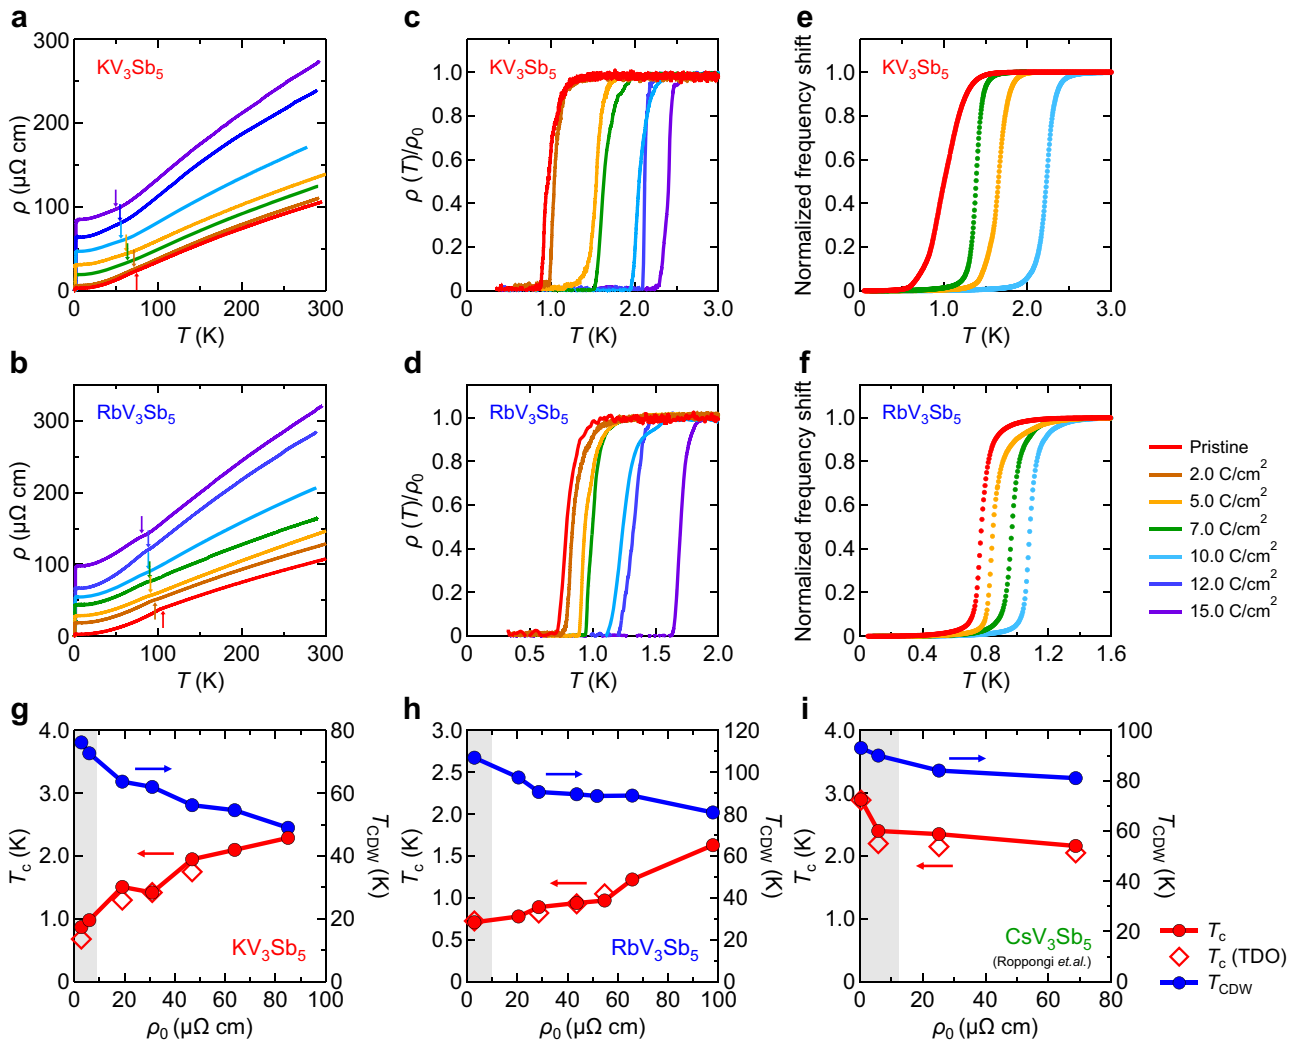 a
300
200
100
0
ρ (μΩ cm)
KV3Sb5
0
100
200
300
T (K)
c
1.0
0.8
0.6
0.4
0.2
0
ρ (T)/ρ0
KV3Sb5
0
1.0
2.0
3.0
T (K)
e
1.0
0.8
0.6
0.4
0.2
0
Normalized frequency shift
KV3Sb5
0
1.0
2.0
3.0
T (K)
b
300
200
100
0
ρ (μΩ cm)
RbV3Sb5
0
100
200
300
T (K)
d
1.0
0.8
0.6
0.4
0.2
0
ρ (T)/ρ0
RbV3Sb5
0
0.5
1.0
1.5
2.0
T (K)
f
1.0
0.8
0.6
0.4
0.2
0
Normalized frequency shift
RbV3Sb5
0
0.4
0.8
1.2
1.6
T (K)
Pristine
2.0 C/cm2
5.0 C/cm2
7.0 C/cm2
10.0 C/cm2
12.0 C/cm2
15.0 C/cm2
g
4.0
3.0
2.0
1.0
0
Tc (K)
80
60
40
20
0
TCDW (K)
KV3Sb5
0
20
40
60
80
100
ρ0 (μΩ cm)
h
3.0
2.5
2.0
1.5
1.0
0.5
0
Tc (K)
120
100
80
60
40
20
0
TCDW (K)
RbV3Sb5
0
20
40
60
80
100
ρ0 (μΩ cm)
i
4.0
3.0
2.0
1.0
0
Tc (K)
100
80
60
40
20
0
TCDW (K)
CsV3Sb5
(Roppongi et.al.)
0
20
40
60
80
ρ0 (μΩ cm)
Tc
Tc (TDO)
TCDW